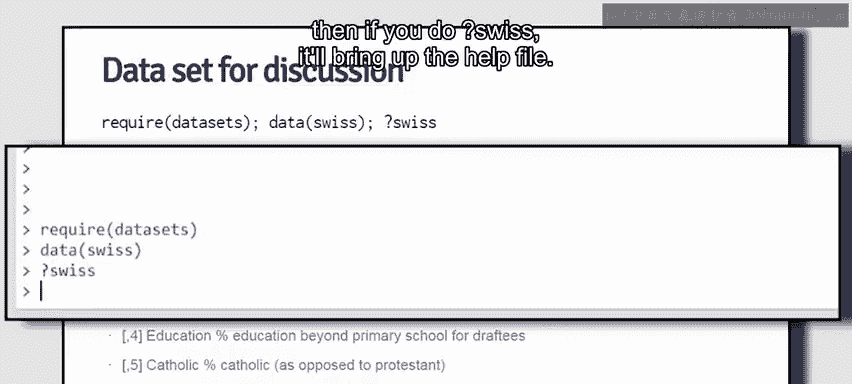 then if you do ?swiss,
it'll bring up the help file.
Data set for discussion
require(datasets); data(swiss); ?swiss
>
>
>
>
> require(datasets)
> data(swiss)
> ?swiss
>
· [,4] Education % education beyond primary school for draftees
· [,5] Catholic % catholic (as opposed to protestant)